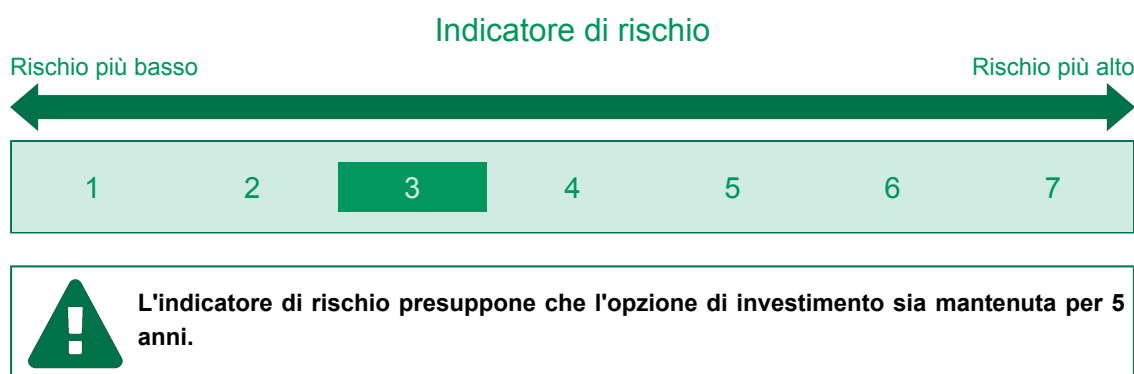 Indicatore di rischio
Rischio più basso Rischio più alto
1 2 3 4 5 6 7
L'indicatore di rischio presuppone che l'opzione di investimento sia mantenuta per 5
anni.